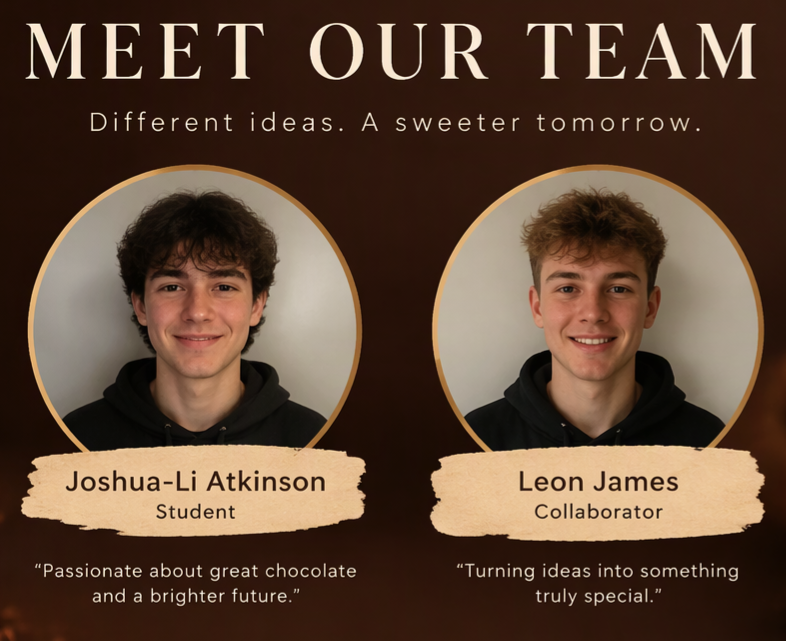 MEET OUR TEAM
Different ideas. A sweeter tomorrow.
Joshua-Li Atkinson
Student
“Passionate about great chocolate
and a brighter future.”
Leon James
Collaborator
“Turning ideas into something
truly special.”